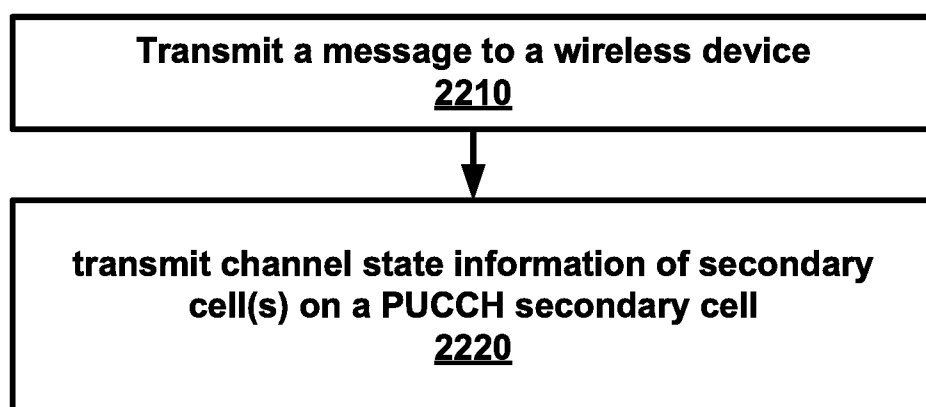 Transmit a message to a wireless device
2210
transmit channel state information of secondary
cell(s) on a PUCCH secondary cell
2220